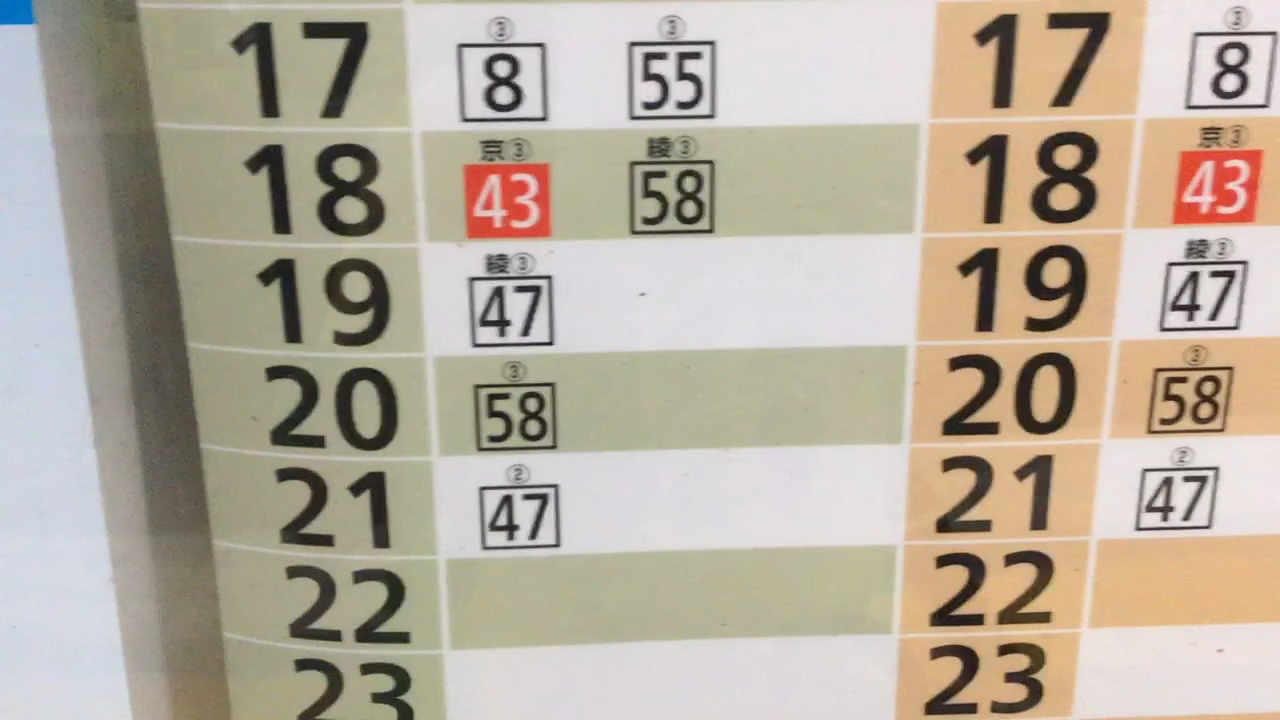 ③ ③ ③
17 8 55 17 8
京③ 綾③ 京③
18 43 58 18 43
綾③ 綾③
19 47 19 47
③ ③
20 58 20 58
② ②
21 47 21 47
22 22
23 23